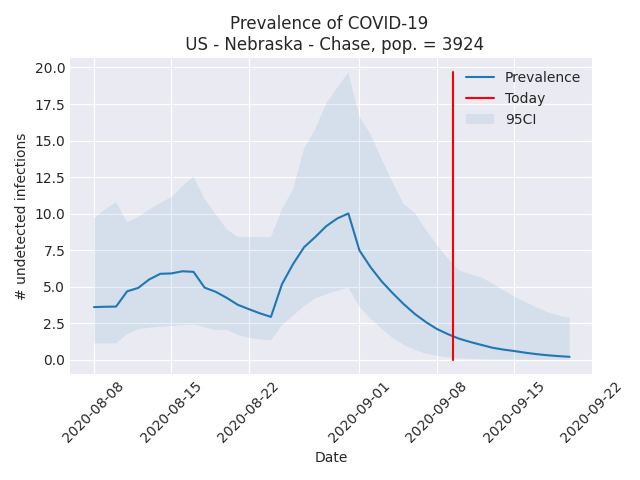 Prevalence of COVID-19
US - Nebraska - Chase, pop. = 3924
20.0
17.5
15.0
12.5
10.0
7.5
5.0
2.5
0.0
# undetected infections
Prevalence
Today
95CI
2020-08-08
2020-08-15
2020-08-22
2020-09-01
2020-09-08
2020-09-15
2020-09-22
Date